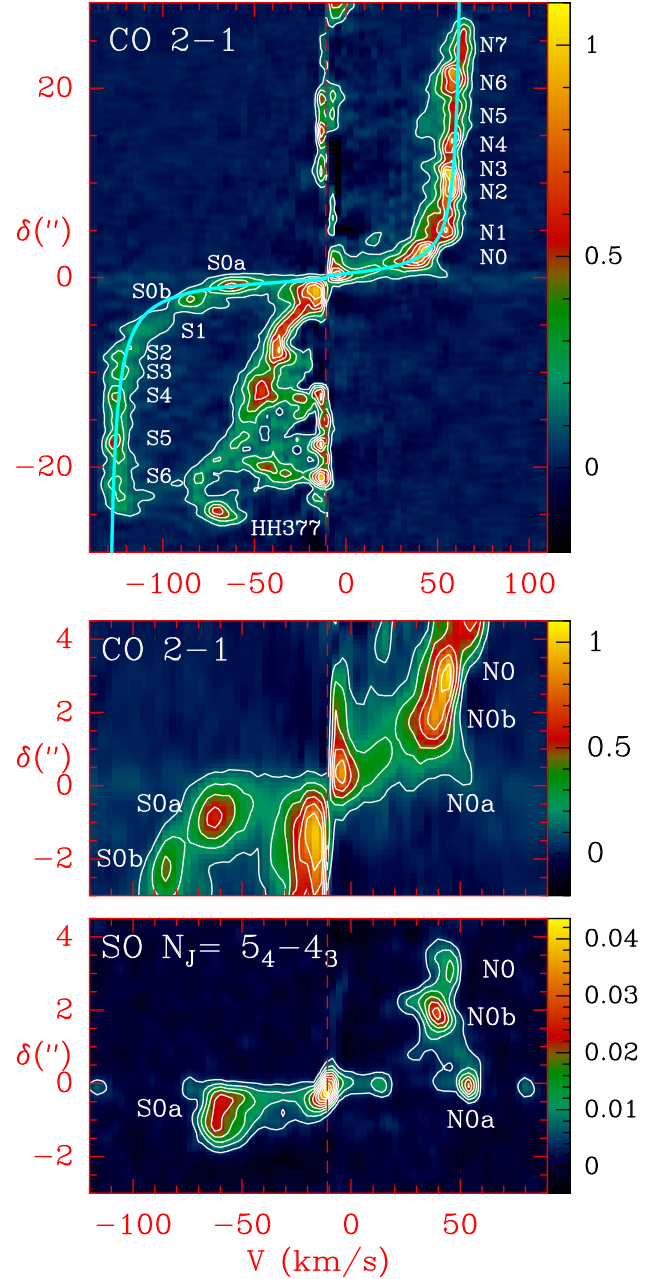 CO 2−1
1
0.5
0
20
0
−20
δ(")
N7
N6
N5
N4
N3
N2
N1
N0
S0a
S0b
S1
S2
S3
S4
S5
S6
HH377
−100 −50 0 50 100
CO 2−1
4
2
0
−2
δ(")
N0
N0b
N0a
S0a
S0b
1
0.5
0
SO N_J= 5_4−4_3
4
2
0
−2
δ(")
N0
N0b
N0a
S0a
0.04
0.03
0.02
0.01
0
−100 −50 0 50
V (km/s)